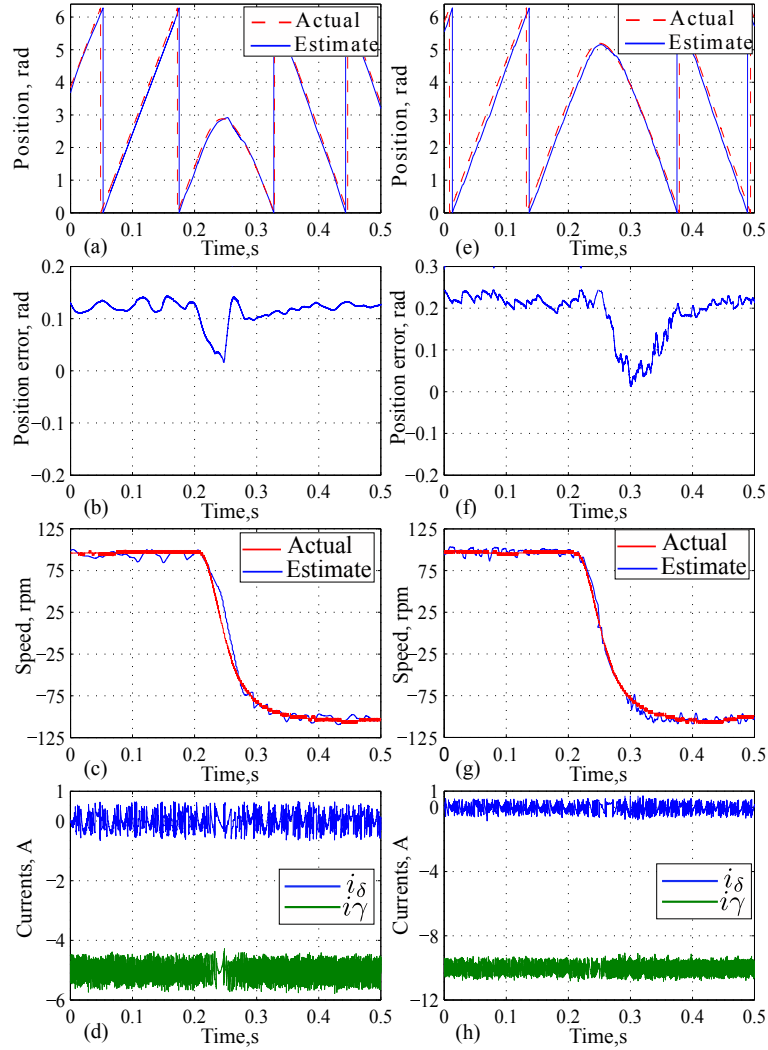 6
5
4
3
2
1
0
Position, rad
Actual
Estimate
0 0.1 0.2 0.3 0.4 0.5
(a) Time,s
6
5
4
3
2
1
0
Position, rad
Actual
Estimate
0 0.1 0.2 0.3 0.4 0.5
(e) Time,s
0.2
0.1
0
−0.1
−0.2
Position error, rad
0 0.1 0.2 0.3 0.4 0.5
(b) Time,s
0.3
0.2
0.1
0
−0.1
−0.2
Position error, rad
0 0.1 0.2 0.3 0.4 0.5
(f) Time,s
125
75
25
−25
−75
−125
Speed, rpm
Actual
Estimate
0 0.1 0.2 0.3 0.4 0.5
(c) Time,s
125
75
25
−25
−75
−125
Speed, rpm
Actual
Estimate
0 0.1 0.2 0.3 0.4 0.5
(g) Time,s
1
0
−2
−4
−6
Currents, A
iδ
iγ
0 0.1 0.2 0.3 0.4 0.5
(d) Time,s
1
0
−4
−9
−12
Currents, A
iδ
iγ
0 0.1 0.2 0.3 0.4 0.5
(h) Time,s